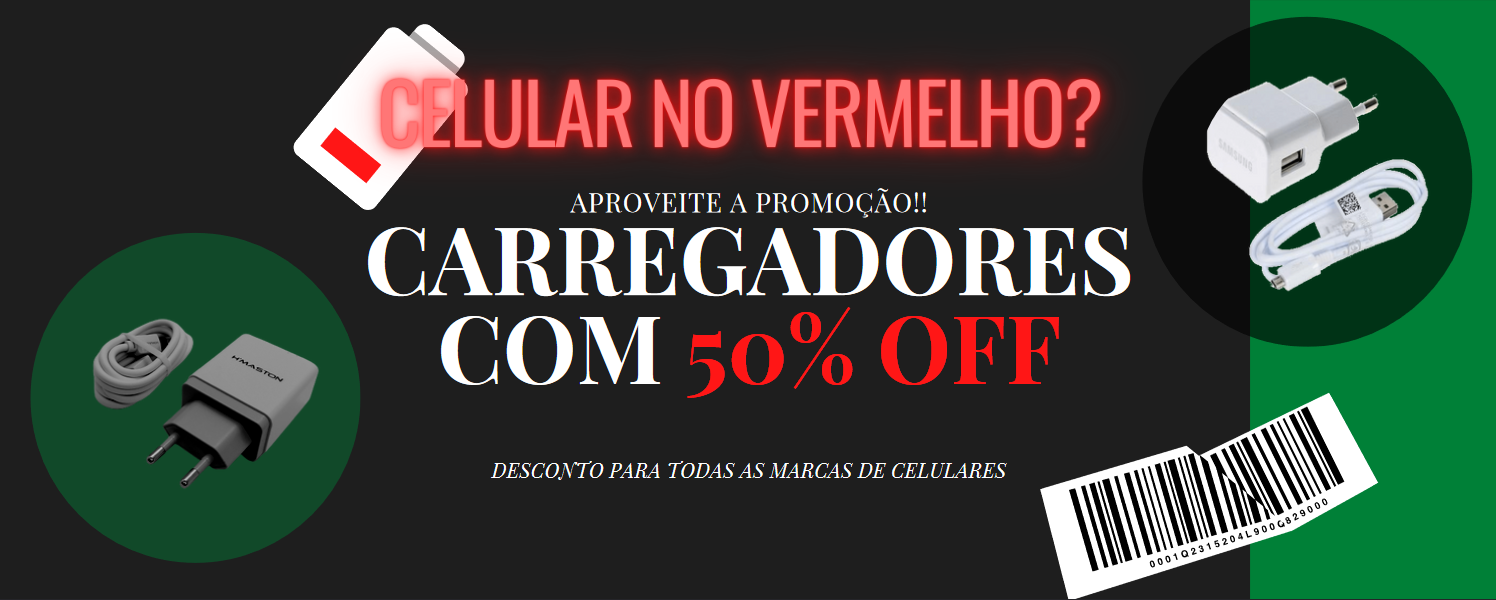 CELULAR NO VERMELHO?
APROVEITE A PROMOÇÃO!!
CARREGADORES
COM 50% OFF
SAMSUNG
HMASTON
DESCONTO PARA TODAS AS MARCAS DE CELULARES
0001Q2315204L900G829000